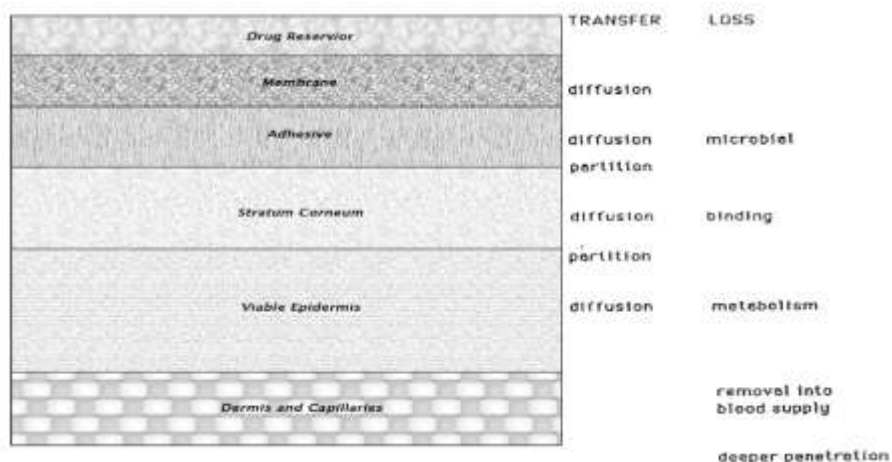 TRANSFER LOSS
Drug Reservior
Membrane
diffusion
Adhesive
diffusion microbial
partition
Stratum Corneum
diffusion binding
partition
Viable Epidermis
diffusion metabolism
removal into
blood supply
Dermis and Capillaries
deeper penetration